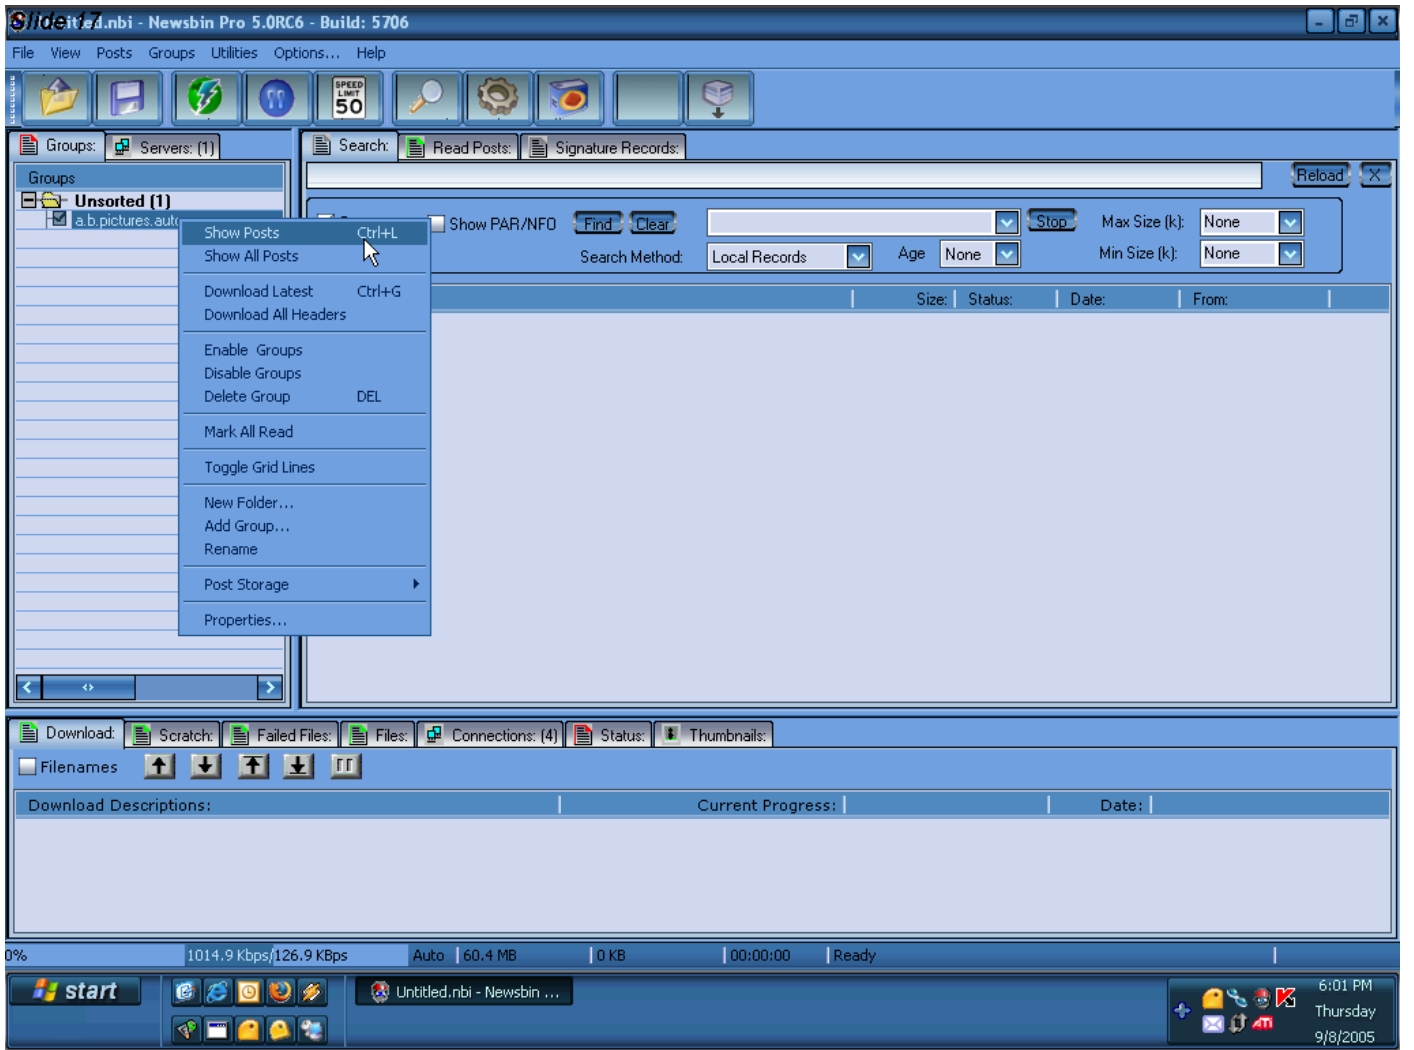 Slide 17
Untitled.nbi - Newsbin Pro 5.0RC6 - Build: 5706
File View Posts Groups Utilities Options... Help
SPEED LIMIT 50
Groups: Servers: (1)
Search: Read Posts: Signature Records:
Groups
Reload X
Unsorted (1)
a.b.pictures.auto
Show PAR/NFO Find Clear Stop Max Size (k): None
Search Method: Local Records Age None Min Size (k): None
Size: Status: Date: From:
Show Posts Ctrl+L
Show All Posts
Download Latest Ctrl+G
Download All Headers
Enable Groups
Disable Groups
Delete Group DEL
Mark All Read
Toggle Grid Lines
New Folder...
Add Group...
Rename
Post Storage
Properties...
Download: Scratch: Failed Files: Files: Connections: (4) Status: Thumbnails:
Filenames
Download Descriptions: Current Progress: Date:
0% 1014.9 Kbps/126.9 KBps Auto 60.4 MB 0 KB 00:00:00 Ready
start Untitled.nbi - Newsbin ...
ATI
6:01 PM
Thursday
9/8/2005